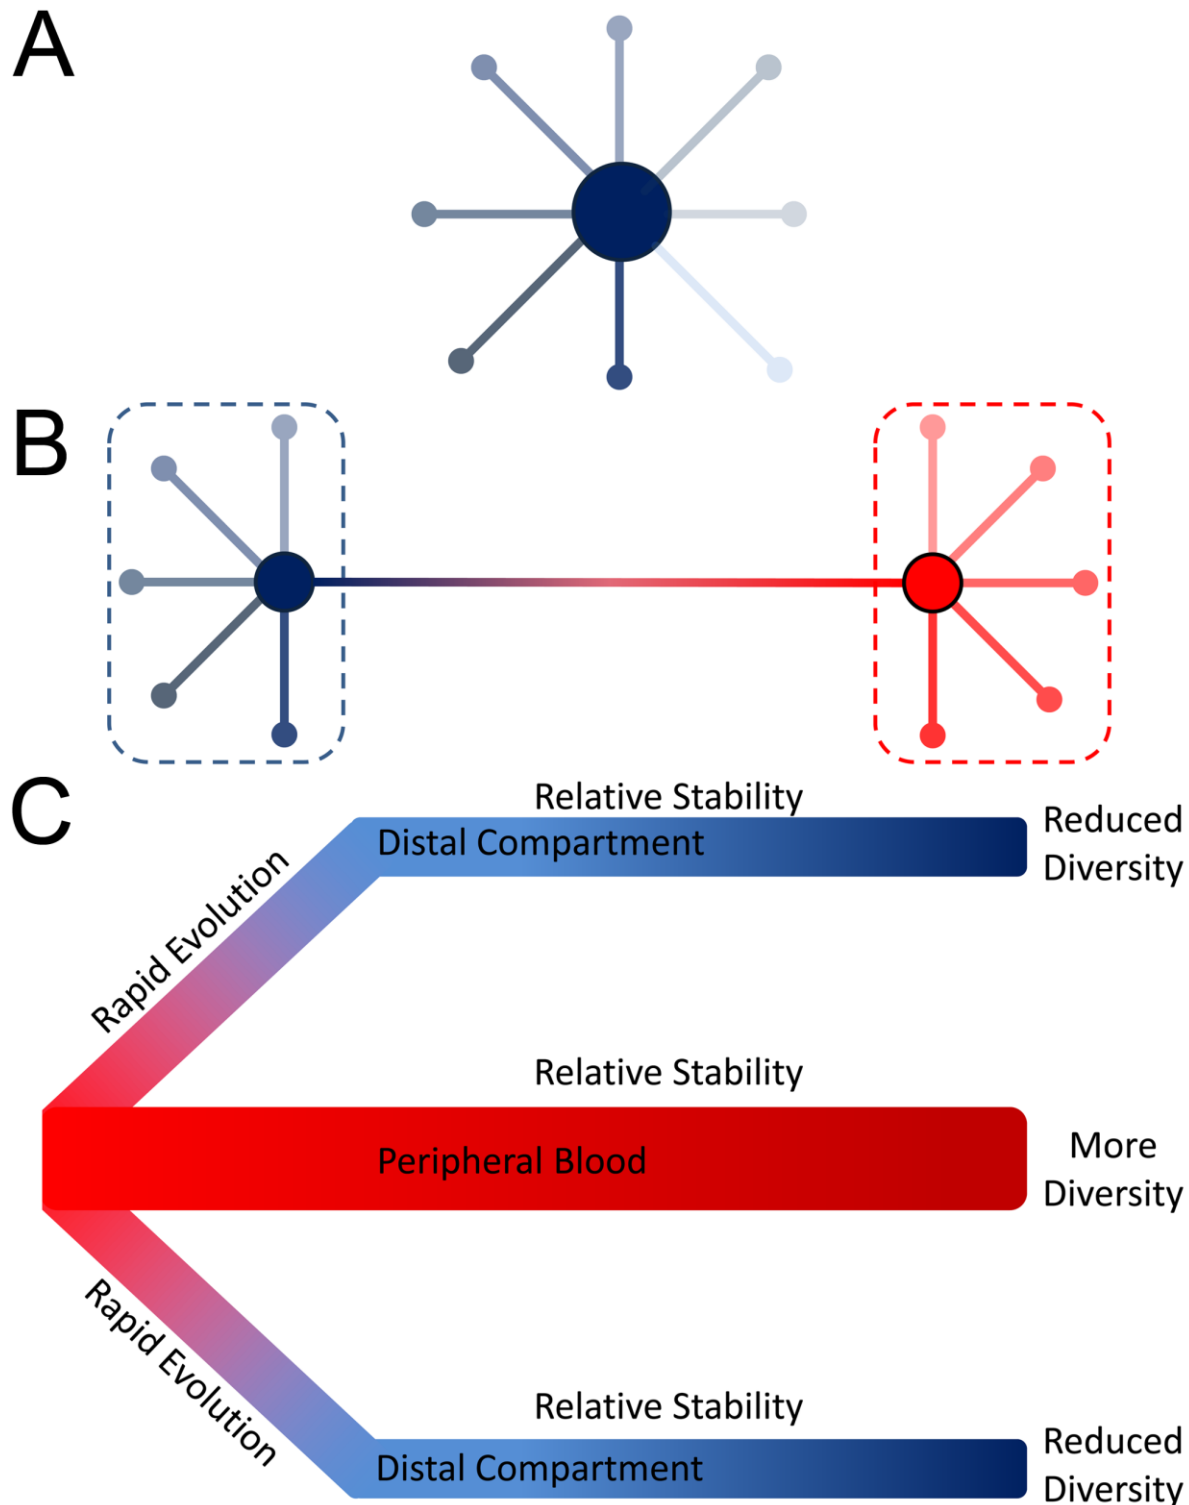 A
B
C
Relative Stability
Distal Compartment
Reduced
Diversity
Rapid Evolution
Relative Stability
Peripheral Blood
More
Diversity
Rapid Evolution
Relative Stability
Distal Compartment
Reduced
Diversity